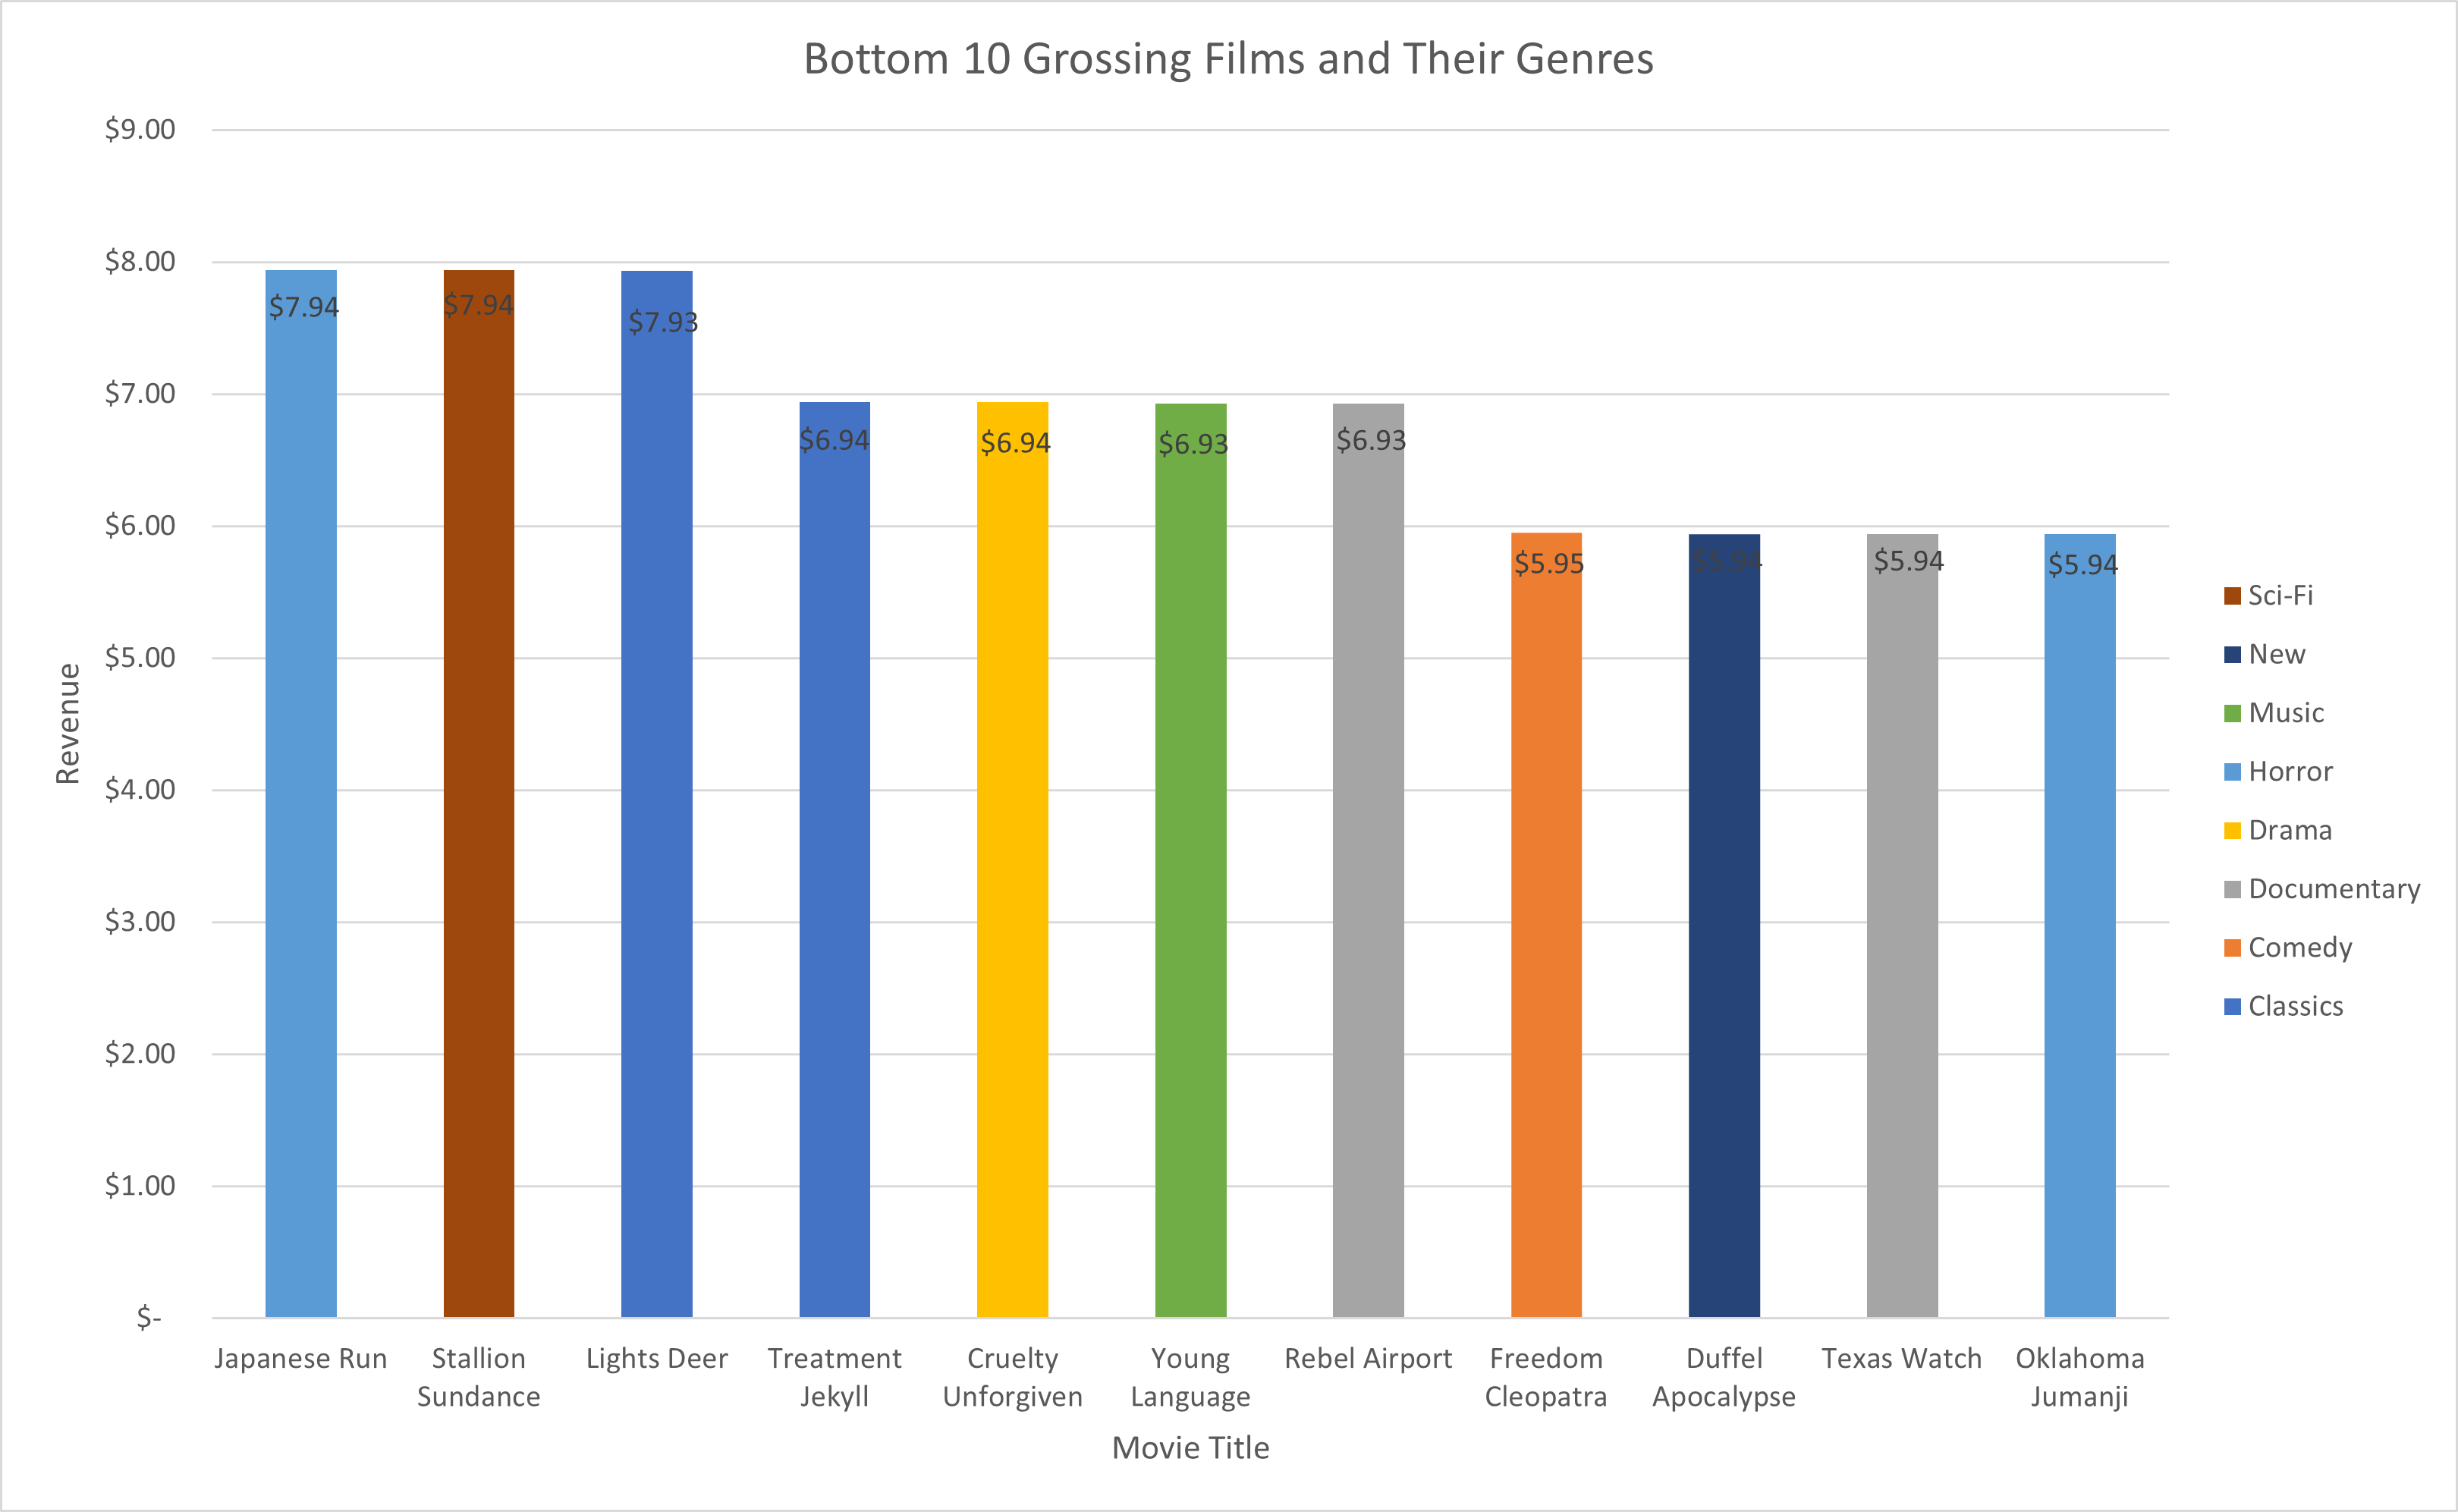 Bottom 10 Grossing Films and Their Genres
$9.00
$8.00
$7.00
$6.00
$5.00
$4.00
$3.00
$2.00
$1.00
$-
Revenue
$7.94
$7.94
$7.93
$6.94
$6.94
$6.93
$6.93
$5.95
$5.94
$5.94
$5.94
Japanese Run
Stallion
Sundance
Lights Deer
Treatment
Jekyll
Cruelty
Unforgiven
Young
Language
Rebel Airport
Freedom
Cleopatra
Duffel
Apocalypse
Texas Watch
Oklahoma
Jumanji
Movie Title
Sci-Fi
New
Music
Horror
Drama
Documentary
Comedy
Classics